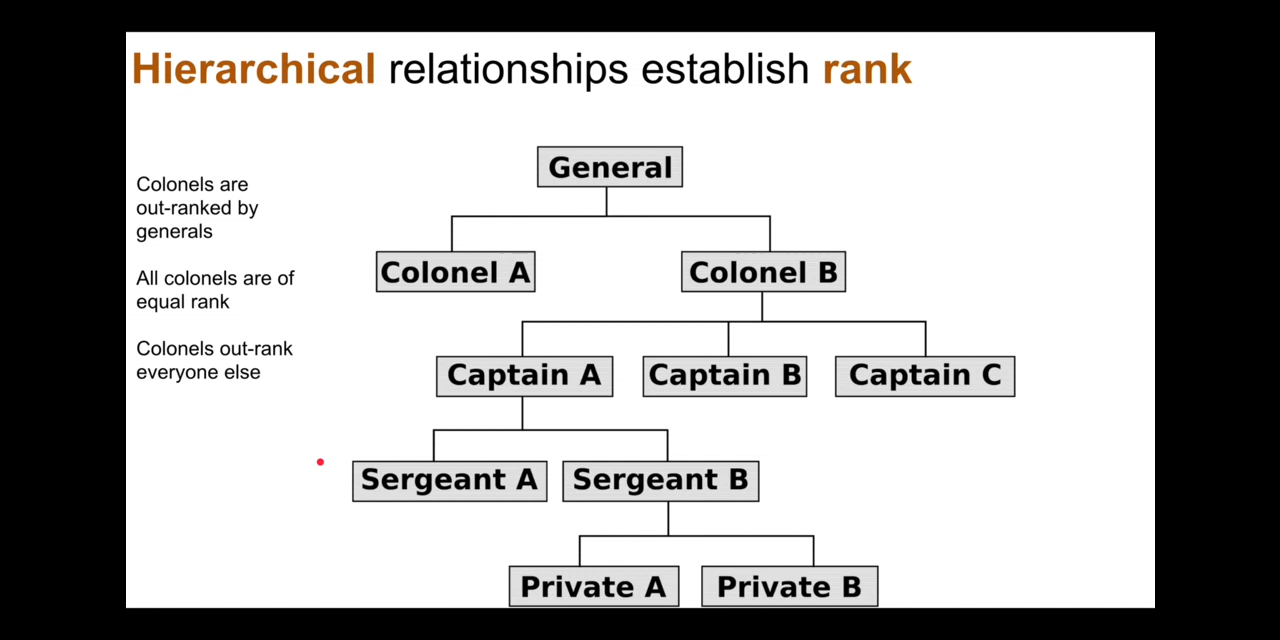 Hierarchical relationships establish rank
Colonels are
out-ranked by
generals
All colonels are of
equal rank
Colonels out-rank
everyone else
General
Colonel A
Colonel B
Captain A
Captain B
Captain C
Sergeant A
Sergeant B
Private A
Private B